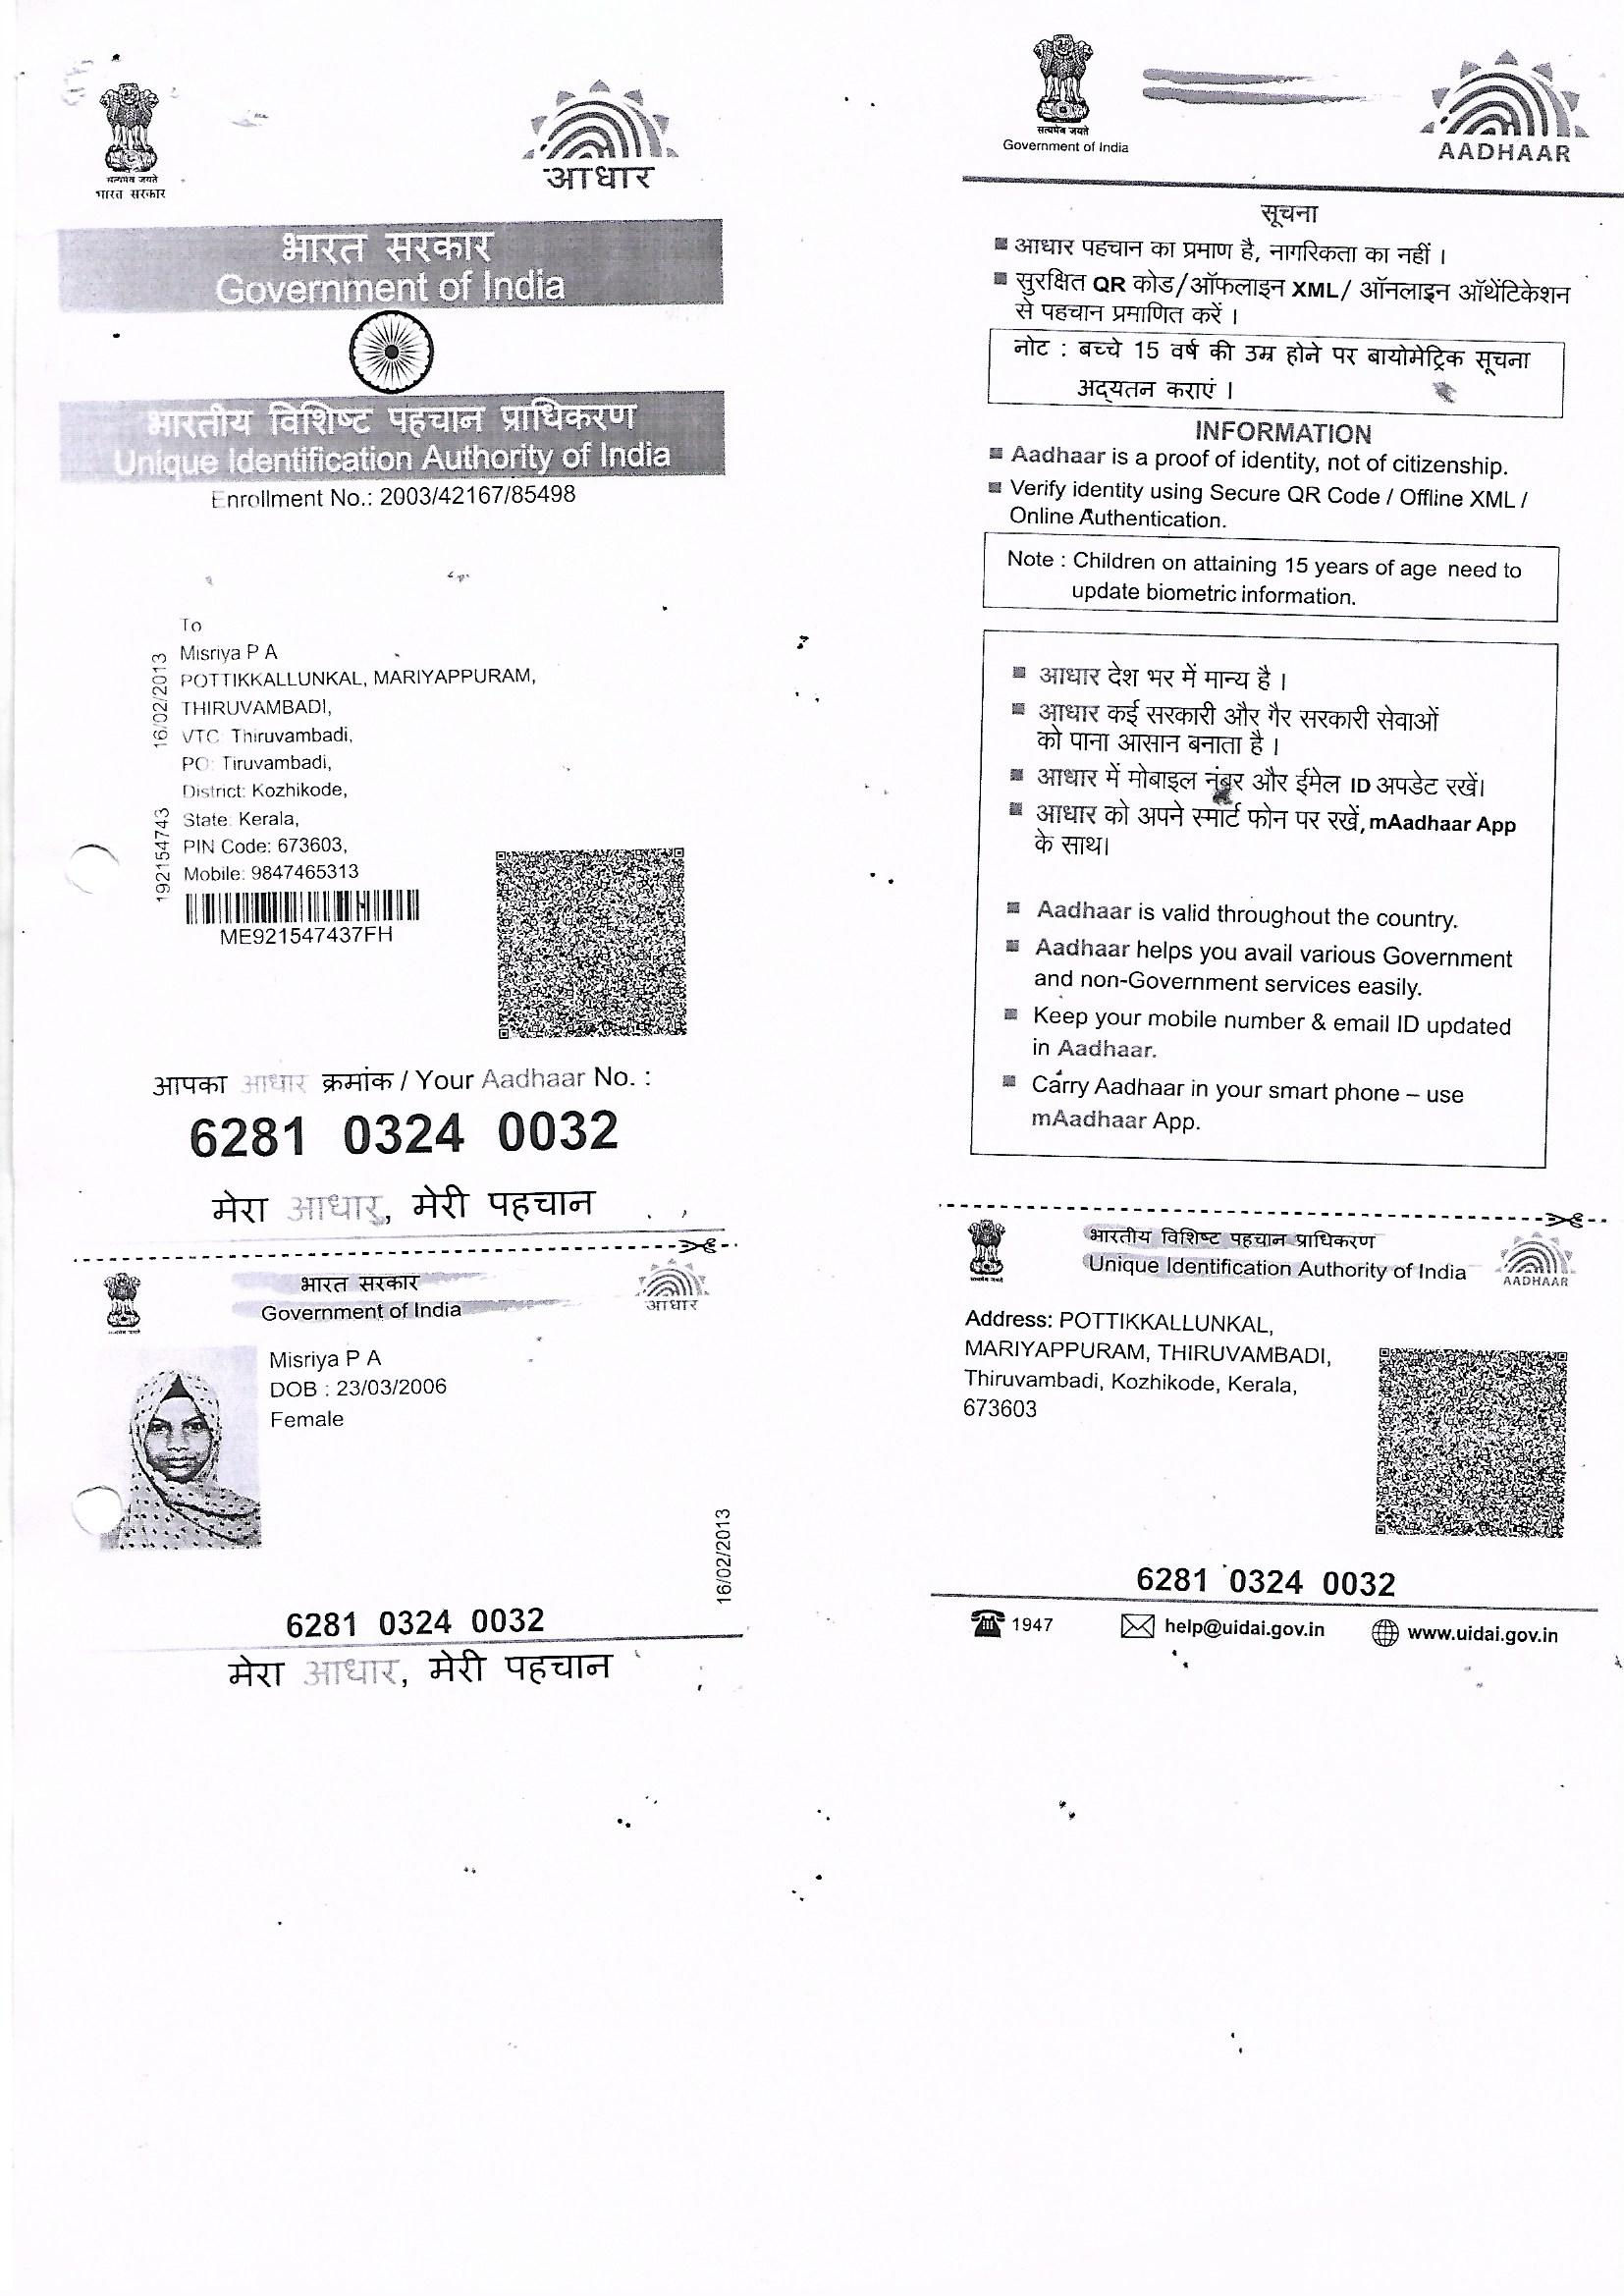 सत्यमेव जयते
भारत सरकार
आधार
भारत सरकार
Government of India
भारतीय विशिष्ट पहचान प्राधिकरण
Unique Identification Authority of India
Enrollment No.: 2003/42167/85498
To
Misriya P A
POTTIKKALLUNKAL, MARIYAPPURAM,
THIRUVAMBADI,
VTC: Thiruvambadi,
PO: Tiruvambadi,
District: Kozhikode,
State: Kerala,
PIN Code: 673603,
Mobile: 9847465313
16/02/2013
192154743
ME921547437FH
आपका आधार क्रमांक / Your Aadhaar No. :
6281 0324 0032
मेरा आधार, मेरी पहचान
भारत सरकार
Government of India
आधार
Misriya P A
DOB : 23/03/2006
Female
16/02/2013
6281 0324 0032
मेरा आधार, मेरी पहचान
सत्यमेव जयते
Government of India
AADHAAR
सूचना
आधार पहचान का प्रमाण है, नागरिकता का नहीं ।
सुरक्षित QR कोड/ऑफलाइन XML/ ऑनलाइन ऑथेंटिकेशन
से पहचान प्रमाणित करें ।
नोट : बच्चे 15 वर्ष की उम्र होने पर बायोमेट्रिक सूचना
अद्यतन कराएं ।
INFORMATION
Aadhaar is a proof of identity, not of citizenship.
Verify identity using Secure QR Code / Offline XML /
Online Authentication.
Note : Children on attaining 15 years of age need to
update biometric information.
आधार देश भर में मान्य है ।
आधार कई सरकारी और गैर सरकारी सेवाओं
को पाना आसान बनाता है ।
आधार में मोबाइल नंबर और ईमेल ID अपडेट रखें।
आधार को अपने स्मार्ट फोन पर रखें, mAadhaar App
के साथ।
Aadhaar is valid throughout the country.
Aadhaar helps you avail various Government
and non-Government services easily.
Keep your mobile number & email ID updated
in Aadhaar.
Carry Aadhaar in your smart phone – use
mAadhaar App.
भारतीय विशिष्ट पहचान प्राधिकरण
Unique Identification Authority of India
AADHAAR
Address: POTTIKKALLUNKAL,
MARIYAPPURAM, THIRUVAMBADI,
Thiruvambadi, Kozhikode, Kerala,
673603
6281 0324 0032
1947
help@uidai.gov.in
www.uidai.gov.in